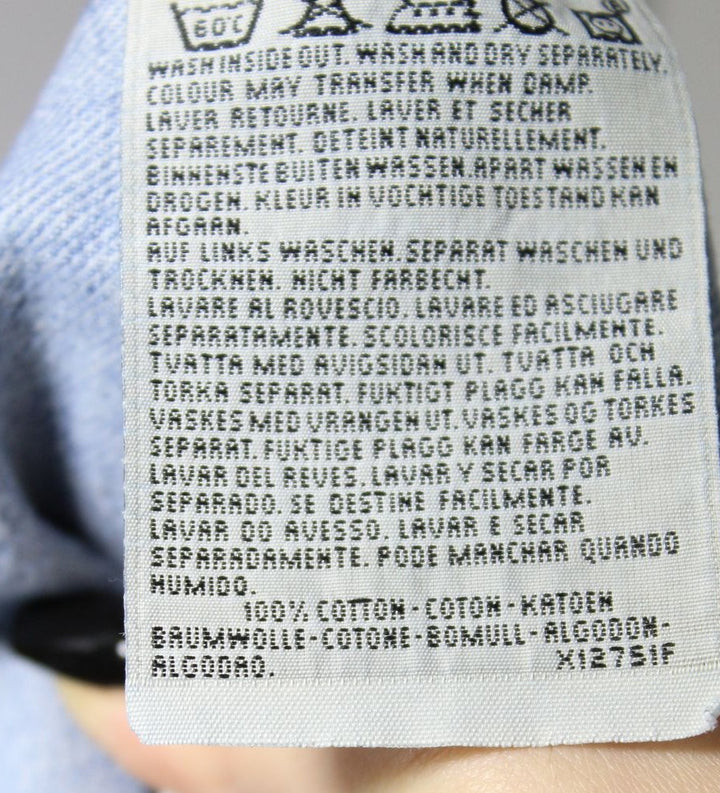 60°C
WASH INSIDE OUT. WASH AND DRY SEPARATELY.
COLOUR MAY TRANSFER WHEN DAMP.
LAVER RETOURNE. LAVER ET SECHER
SEPAREMENT. DETEINT NATURELLEMENT.
BINNENSTE BUITEN WASSEN. APART WASSEN EN
DROGEN. KLEUR IN VOCHTIGE TOESTAND KAN
AFGAAN.
AUF LINKS WASCHEN. SEPARAT WASCHEN UND
TROCKNEN. NICHT FARBECHT.
LAVARE AL ROVESCIO. LAVARE ED ASCIUGARE
SEPARATAMENTE. SCOLORISCE FACILMENTE.
TVATTA MED AVIGSIDAN UT. TVATTA OCH
TORKA SEPARAT. FUKTIGT PLAGG KAN FALLA.
VASKES MED VRANGEN UT. VASKES OG TORKES
SEPARAT. FUKTIGE PLAGG KAN FARGE AV.
LAVAR DEL REVES. LAVAR Y SECAR POR
SEPARADO. SE DESTINE FACILMENTE.
LAVAR DO AVESSO. LAVAR E SECAR
SEPARADAMENTE. PODE MANCHAR QUANDO
HUMIDO.
100% COTTON - COTON - KATOEN
BAUMWOLLE-COTONE-BOMULL-ALGODON-
ALGODAO. X12751F